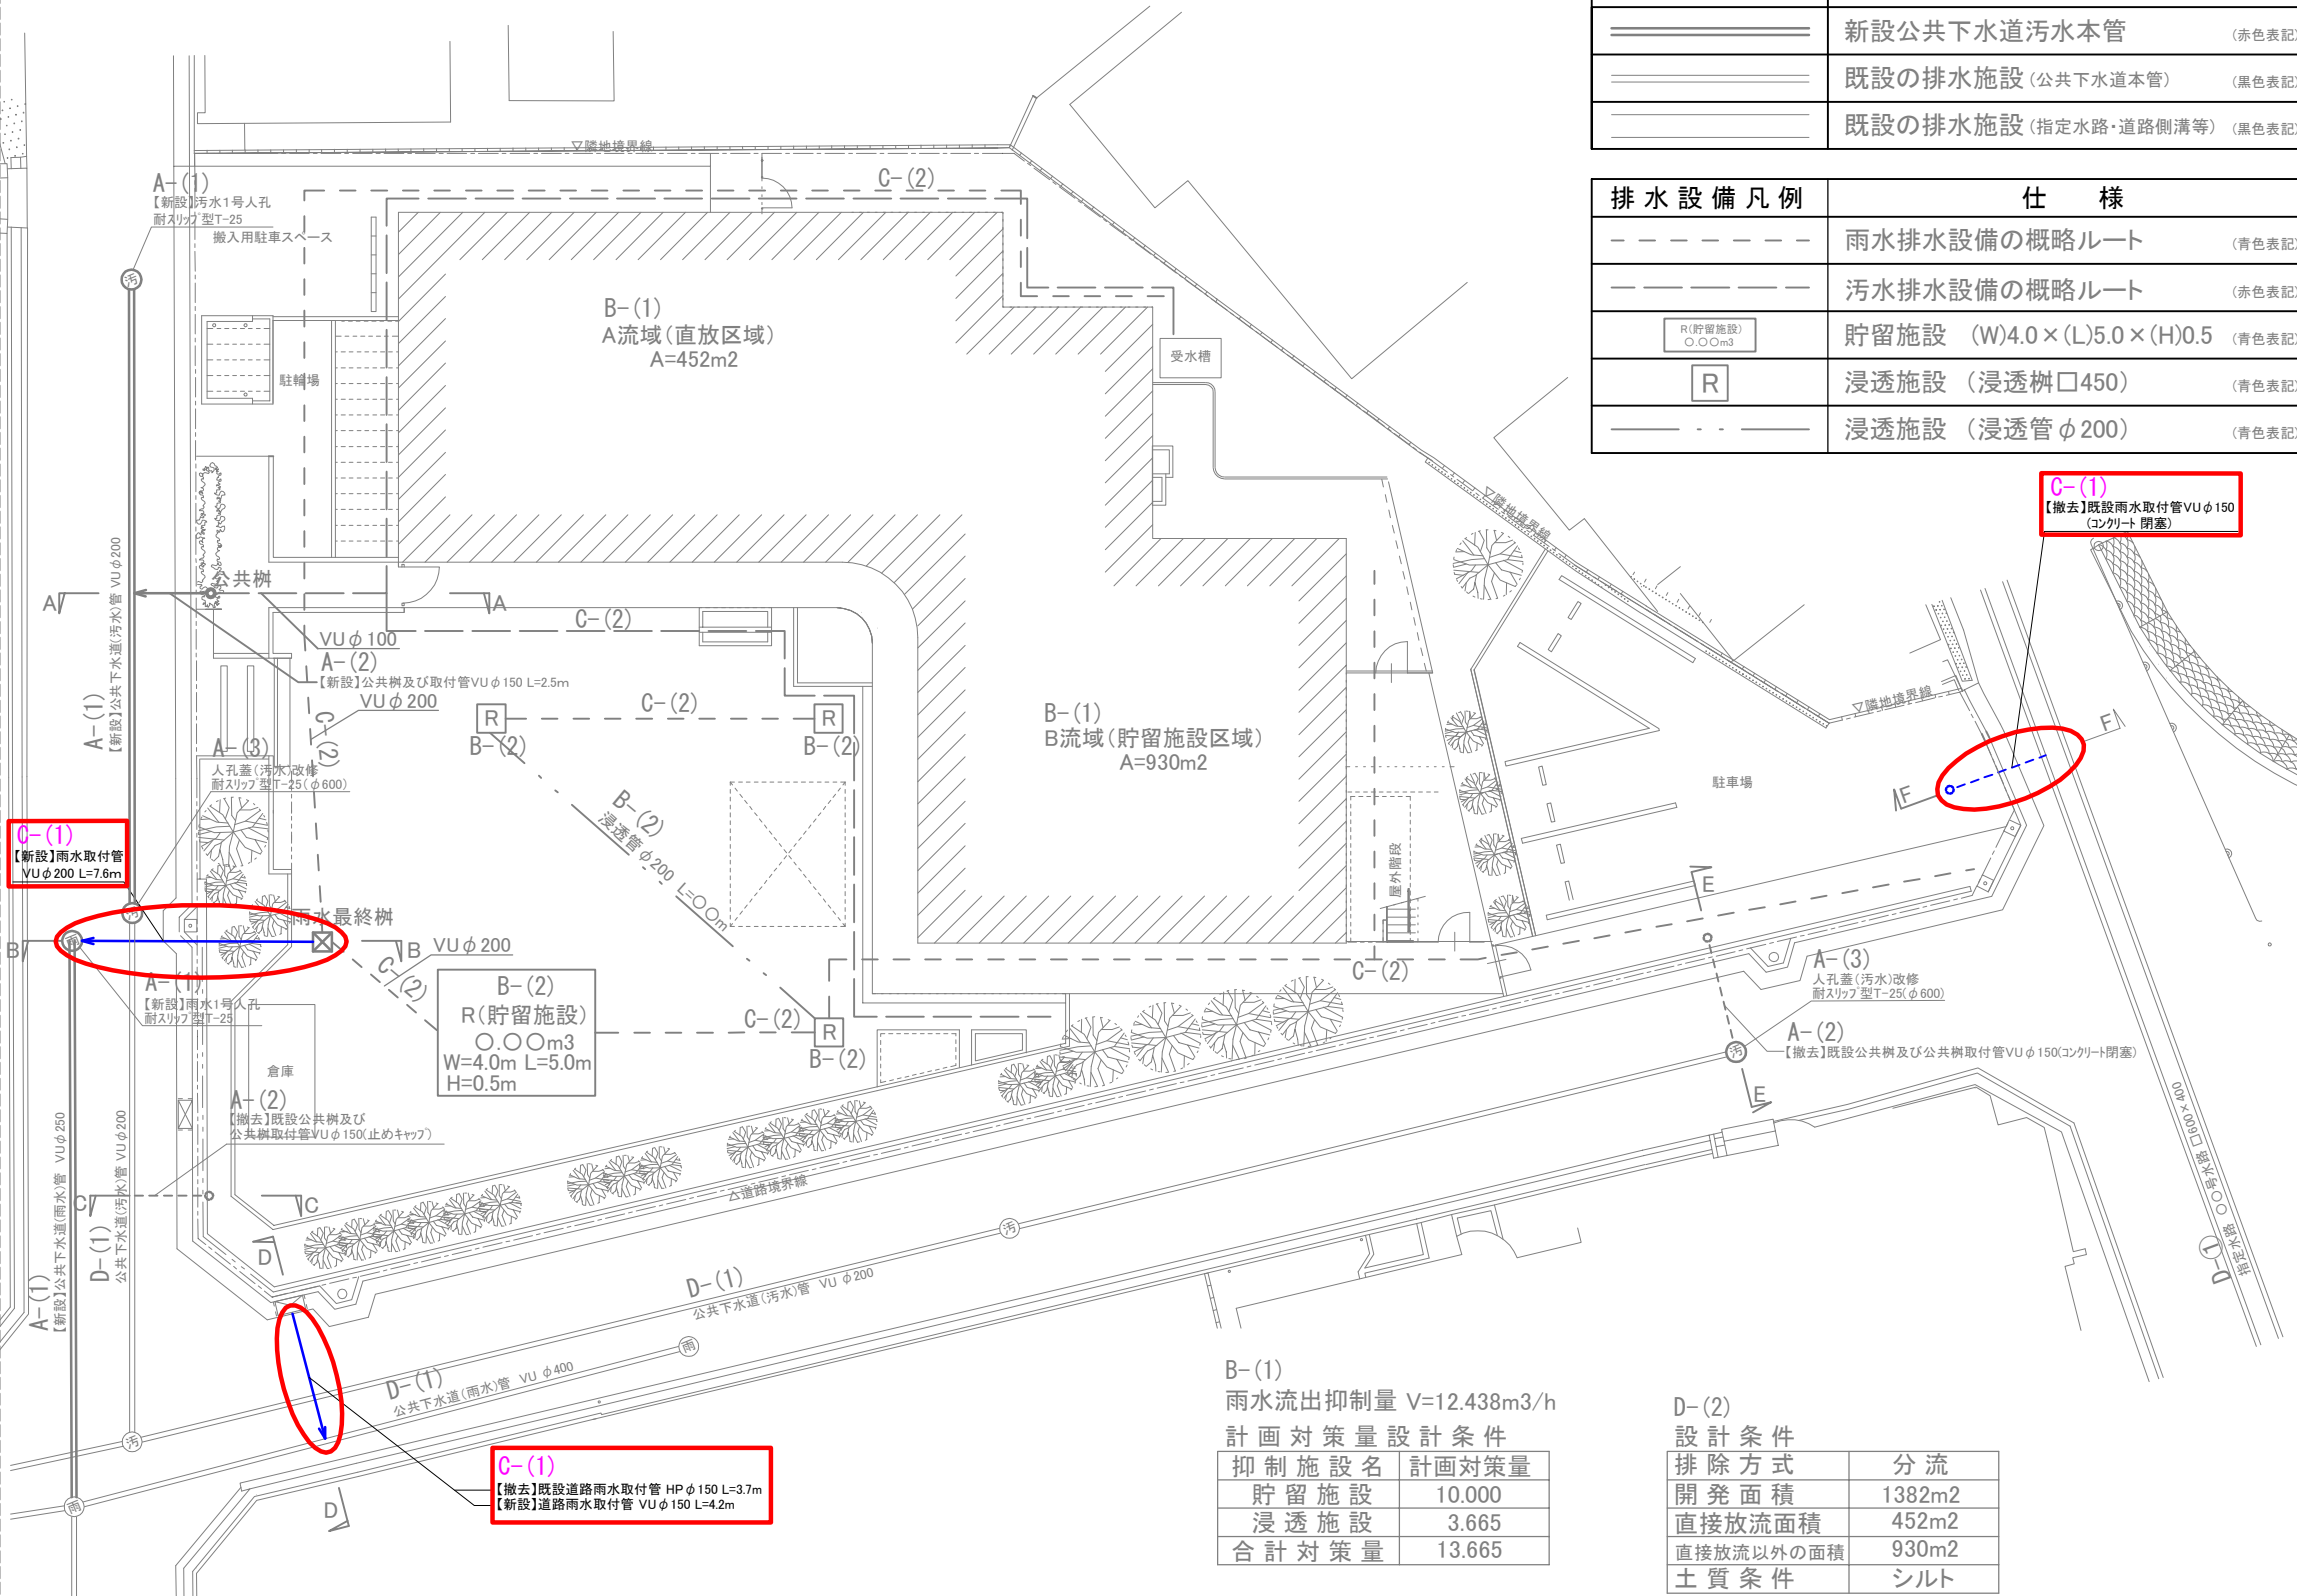 新設公共下水道汚水本管 (赤色表記)
既設の排水施設 (公共下水道本管) (黒色表記)
既設の排水施設 (指定水路・道路側溝等) (黒色表記)
排水設備凡例 仕様
雨水排水設備の概略ルート (青色表記)
汚水排水設備の概略ルート (赤色表記)
R(貯留施設)
○.○○m3
貯留施設 (W)4.0×(L)5.0×(H)0.5 (青色表記)
R 浸透施設 (浸透桝□450) (青色表記)
浸透施設 (浸透管φ200) (青色表記)
▽隣地境界線
C-(2)
A-(1)
【新設】汚水1号人孔
耐スリップ型T-25
搬入用駐車スペース
汚
B-(1)
A流域(直放区域)
A=452m2
受水槽
駐輪場
▽隣地境界線
C-(1)
【撤去】既設雨水取付管VUφ150
(コンクリート閉塞)
A-(1)
【新設】公共下水道(汚水)管 VUφ200
公共桝
A
A
VUφ100
A-(2)
【新設】公共桝及び取付管VUφ150 L=2.5m
VUφ200
C-(2)
C-(2)
C-(2)
R
B-(2)
R
B-(2)
B-(1)
B流域(貯留施設区域)
A=930m2
▽隣地境界線
F
F
駐車場
A-(3)
人孔蓋(汚水)改修
耐スリップ型T-25(φ600)
B-(2)
浸透管φ200 L=○○m
C-(1)
【新設】雨水取付管
VUφ200 L=7.6m
屋外階段
E
汚
雨水最終桝
雨
B
B
VUφ200
C-(2)
A-(1)
【新設】雨水1号人孔
耐スリップ型T-25
B-(2)
R(貯留施設)
○.○○m3
W=4.0m L=5.0m
H=0.5m
C-(2)
R
B-(2)
C-(2)
A-(3)
人孔蓋(汚水)改修
耐スリップ型T-25(φ600)
A-(2)
【撤去】既設公共桝及び公共桝取付管VUφ150(コンクリート閉塞)
汚
E
倉庫
A-(2)
【撤去】既設公共桝及び
公共桝取付管VUφ150(止めキャップ)
C
C
A-(1)
【新設】公共下水道(雨水)管 VUφ250
D-(1)
公共下水道(汚水)管 VUφ200
△道路境界線
D
汚
D-(1)
公共下水道(汚水)管 VUφ200
雨
D-(1)
公共下水道(雨水)管 VUφ400
D-1
指定水路 ○○号水路 □600×400
汚
雨
C-(1)
【撤去】既設道路雨水取付管 HPφ150 L=3.7m
【新設】道路雨水取付管 VUφ150 L=4.2m
D
B-(1)
雨水流出抑制量 V=12.438m3/h
計画対策量設計条件
抑制施設名 計画対策量
貯留施設 10.000
浸透施設 3.665
合計対策量 13.665
D-(2)
設計条件
排除方式 分流
開発面積 1382m2
直接放流面積 452m2
直接放流以外の面積 930m2
土質条件 シルト